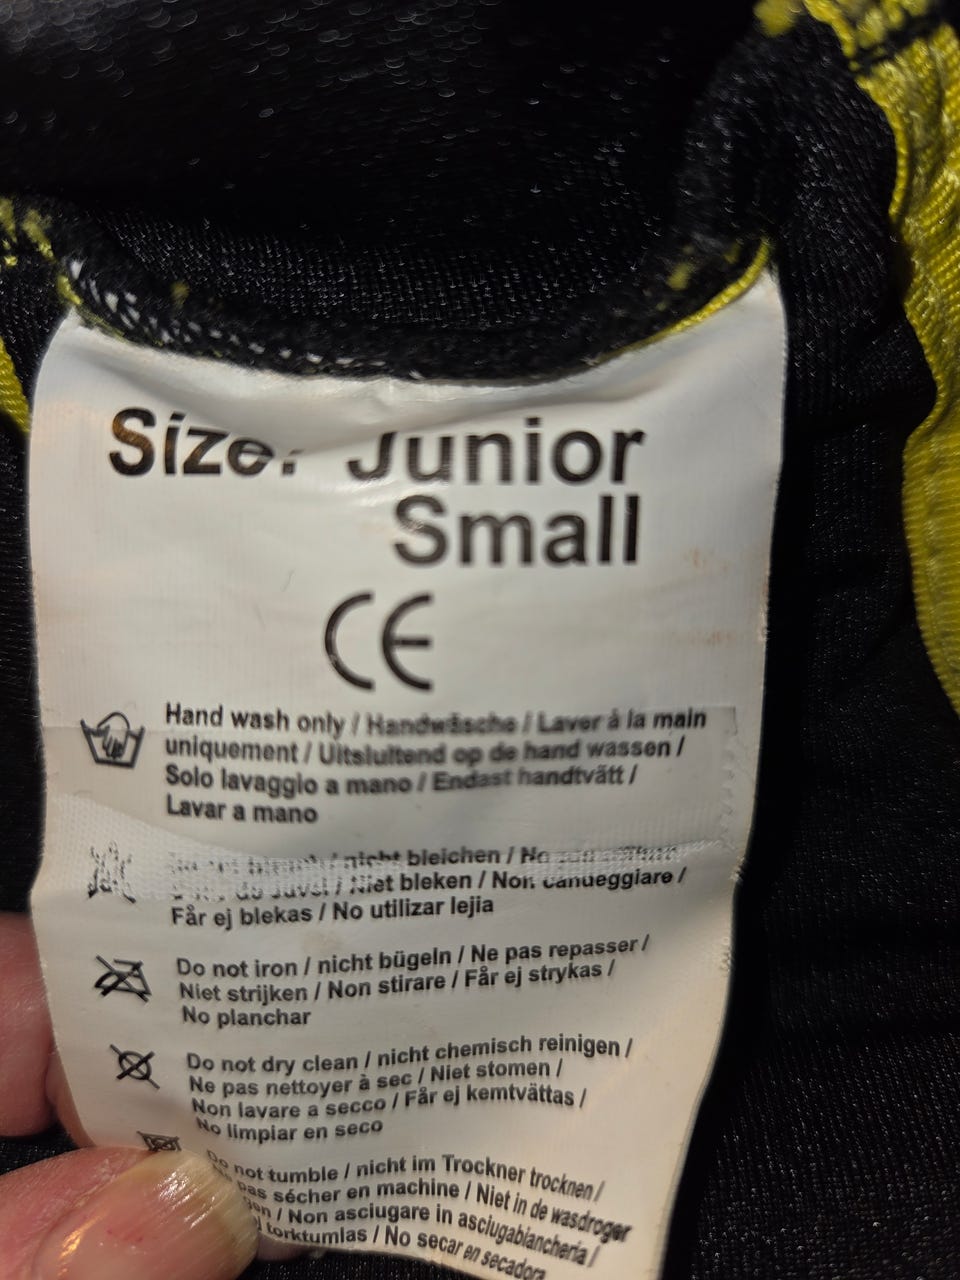 Size: Junior
Small
CE
Hand wash only / Handwäsche / Laver à la main
uniquement / Uitsluitend op de hand wassen /
Solo lavaggio a mano / Endast handtvätt /
Lavar a mano
/ nicht bleichen /
/ Niet bleken / Non candeggiare /
Får ej blekas / No utilizar lejia
Do not iron / nicht bügeln / Ne pas repasser /
Niet strijken / Non stirare / Får ej strykas /
No planchar
Do not dry clean / nicht chemisch reinigen /
Ne pas nettoyer à sec / Niet stomen /
Non lavare a secco / Får ej kemtvättas /
No limpiar en seco
Do not tumble / nicht im Trockner trocknen /
pas sécher en machine / Niet in de wasdroger
/ Non asciugare in asciugabiancheria /
torktumlas / No secar en secadora